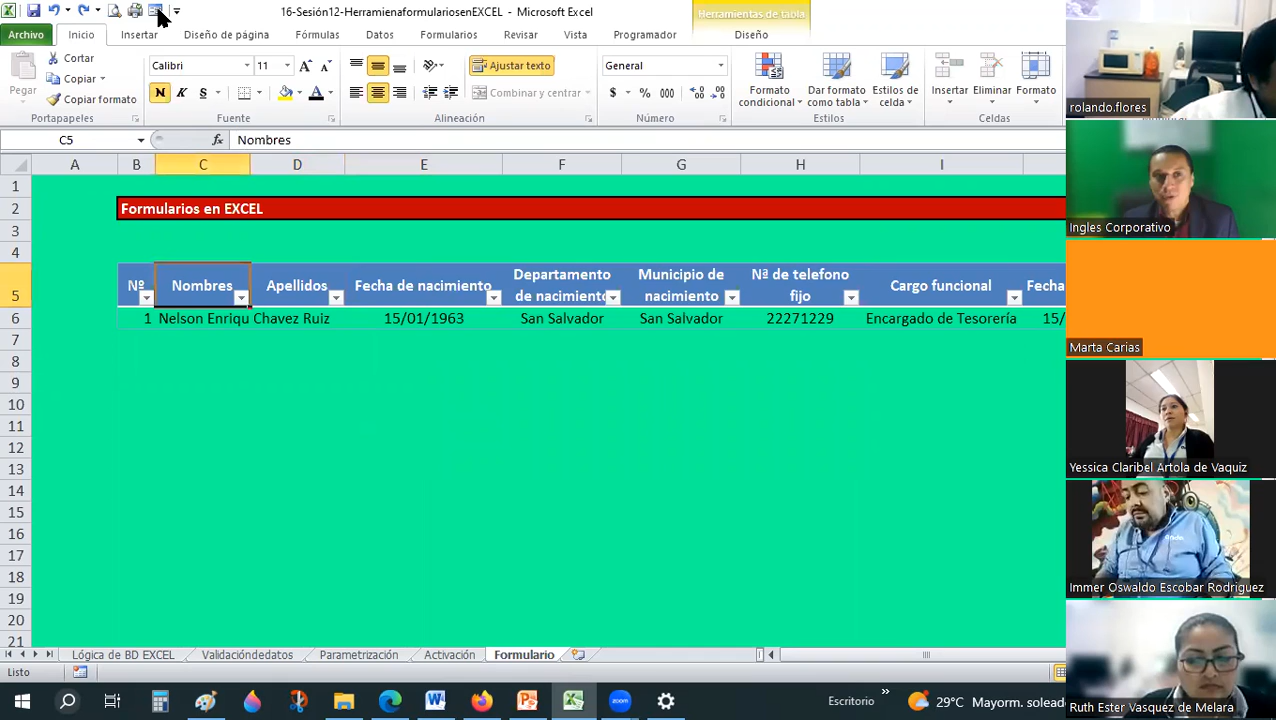 16-Sesión12-HerramienaformulariosenEXCEL - Microsoft Excel
Herramientas de tabla
Archivo Inicio Insertar Diseño de página Fórmulas Datos Formularios Revisar Vista Programador Diseño
Pegar
Cortar
Copiar
Copiar formato
Calibri 11
N K S
Ajustar texto
Combinar y centrar
General
$ % 000
Formato condicional
Dar formato como tabla
Estilos de celda
Insertar Eliminar Formato
Portapapeles Fuente Alineación Número Estilos Celdas
C5 fx Nombres
A B C D E F G H I
1
2 Formularios en EXCEL
3
4
5 Nº Nombres Apellidos Fecha de nacimiento Departamento de nacimiento Municipio de nacimiento Nª de telefono fijo Cargo funcional Fecha
6 1 Nelson Enriqu Chavez Ruiz 15/01/1963 San Salvador San Salvador 22271229 Encargado de Tesorería 15/
7
8
9
10
11
12
13
14
15
16
17
18
19
20
21
Lógica de BD EXCEL Validacióndedatos Parametrización Activación Formulario
Listo
Escritorio » 29°C Mayorm. soleado
rolando.flores
Ingles Corporativo
Marta Carias
Yessica Claribel Artola de Vaquiz
Immer Oswaldo Escobar Rodriguez
Ruth Ester Vasquez de Melara